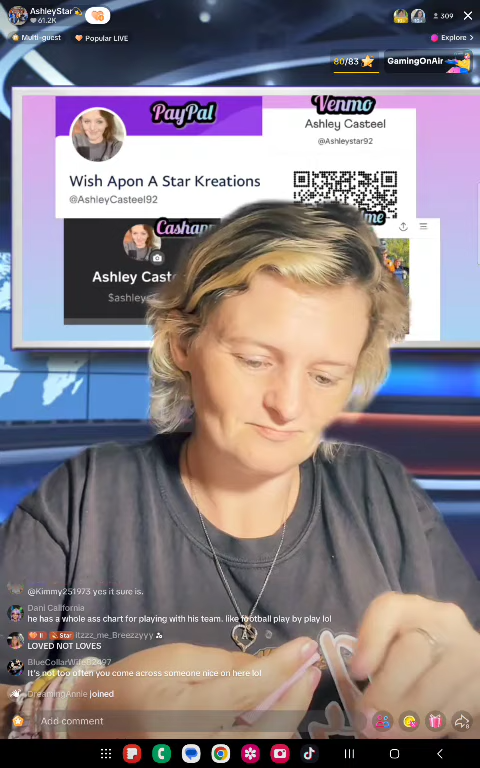 AshleyStar
61.2K
309
Multi-guest
Popular LIVE
Explore >
80/83
GamingOnAir
PayPal
Venmo
Ashley Casteel
@Ashleystar92
Wish Apon A Star Kreations
@AshleyCasteel92
Cashapp
Ashley
@Kimmy251973 yes it sure is.
Dani California
he has a whole ass chart for playing with his team. like football play by play lol
II Star itzzz_me_Breezzyyy
LOVED NOT LOVES
It's not too often you come across someone nice on here lol
DreamingAnnie joined
Add comment